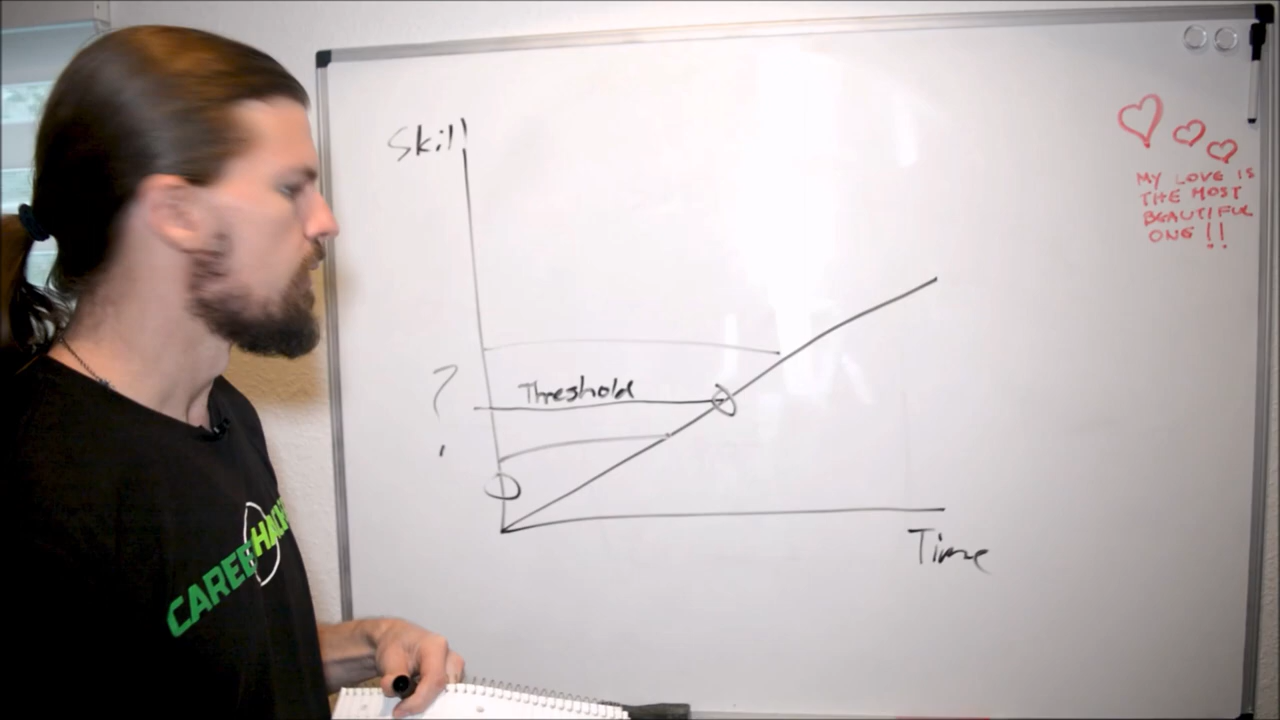 Skill
?
Threshold
Time
MY LOVE IS
THE MOST
BEAUTIFUL
ONE !!
CAREERHACK